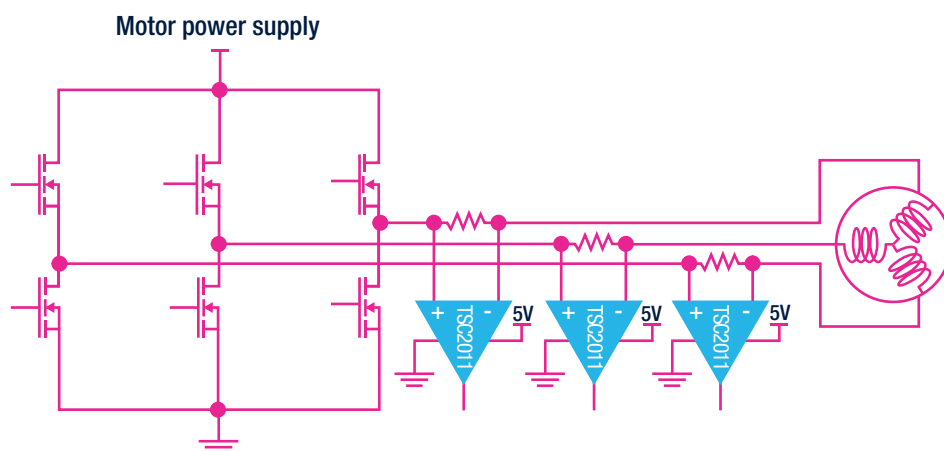 Motor power supply
+ - 5V
TSC2011
+ - 5V
TSC2011
+ - 5V
TSC2011